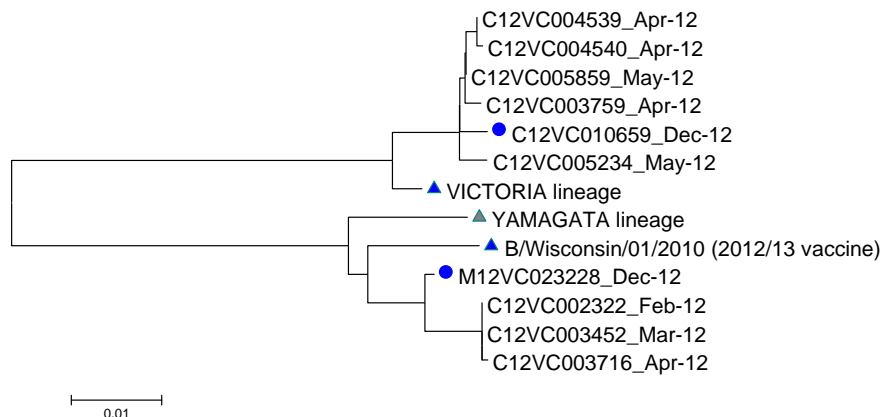 C12VC004539_Apr-12
C12VC004540_Apr-12
C12VC005859_May-12
C12VC003759_Apr-12
C12VC010659_Dec-12
C12VC005234_May-12
VICTORIA lineage
YAMAGATA lineage
B/Wisconsin/01/2010 (2012/13 vaccine)
M12VC023228_Dec-12
C12VC002322_Feb-12
C12VC003452_Mar-12
C12VC003716_Apr-12
0.01